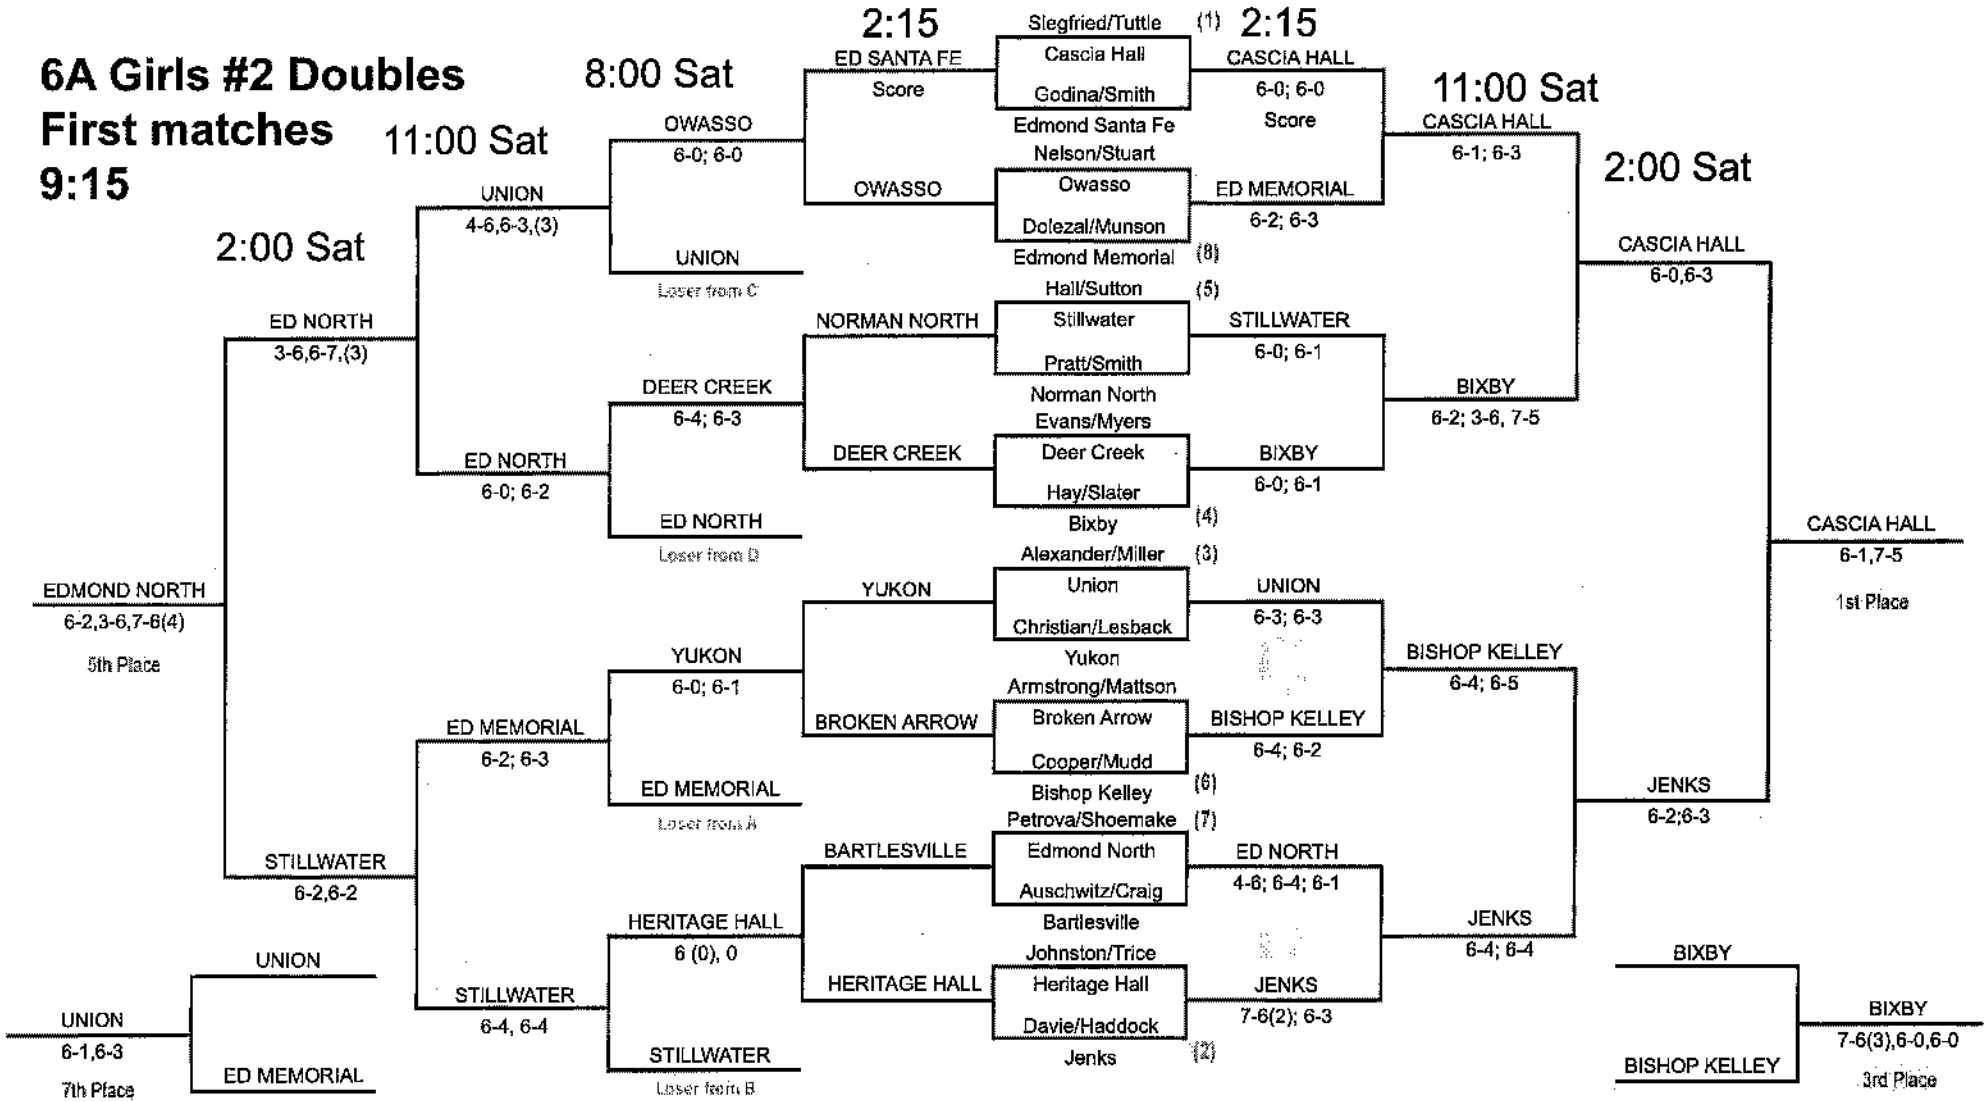 6A Girls #2 Doubles
First matches
9:15
2:00 Sat
11:00 Sat
8:00 Sat
2:15
2:15
11:00 Sat
2:00 Sat
EDMOND NORTH
6-2,3-6,7-6(4)
5th Place
UNION
6-1,6-3
7th Place
ED NORTH
3-6,6-7,(3)
STILLWATER
6-2,6-2
UNION
ED MEMORIAL
UNION
4-6,6-3,(3)
ED NORTH
6-0; 6-2
ED MEMORIAL
6-2; 6-3
STILLWATER
6-4, 6-4
OWASSO
6-0; 6-0
UNION
Loser from C
DEER CREEK
6-4; 6-3
ED NORTH
Loser from D
YUKON
6-0; 6-1
ED MEMORIAL
Loser from A
HERITAGE HALL
6 (0), 0
STILLWATER
Loser from B
ED SANTA FE
Score
OWASSO
NORMAN NORTH
DEER CREEK
YUKON
BROKEN ARROW
BARTLESVILLE
HERITAGE HALL
Siegfried/Tuttle (1)
Cascia Hall
Godina/Smith
Edmond Santa Fe
Nelson/Stuart
Owasso
Dolezal/Munson
Edmond Memorial (8)
Hall/Sutton (5)
Stillwater
Pratt/Smith
Norman North
Evans/Myers
Deer Creek
Hay/Slater
Bixby (4)
Alexander/Miller (3)
Union
Christian/Lesback
Yukon
Armstrong/Mattson
Broken Arrow
Cooper/Mudd
Bishop Kelley (6)
Petrova/Shoemake (7)
Edmond North
Auschwitz/Craig
Bartlesville
Johnston/Trice
Heritage Hall
Davie/Haddock
Jenks (2)
CASCIA HALL
6-0; 6-0
Score
ED MEMORIAL
6-2; 6-3
STILLWATER
6-0; 6-1
BIXBY
6-0; 6-1
UNION
6-3; 6-3
BISHOP KELLEY
6-4; 6-2
ED NORTH
4-6; 6-4; 6-1
JENKS
7-6(2); 6-3
CASCIA HALL
6-1; 6-3
BIXBY
6-2; 3-6, 7-5
BISHOP KELLEY
6-4; 6-5
JENKS
6-4; 6-4
CASCIA HALL
6-0,6-3
JENKS
6-2;6-3
CASCIA HALL
6-1,7-5
1st Place
BIXBY
BISHOP KELLEY
BIXBY
7-6(3),6-0,6-0
3rd Place